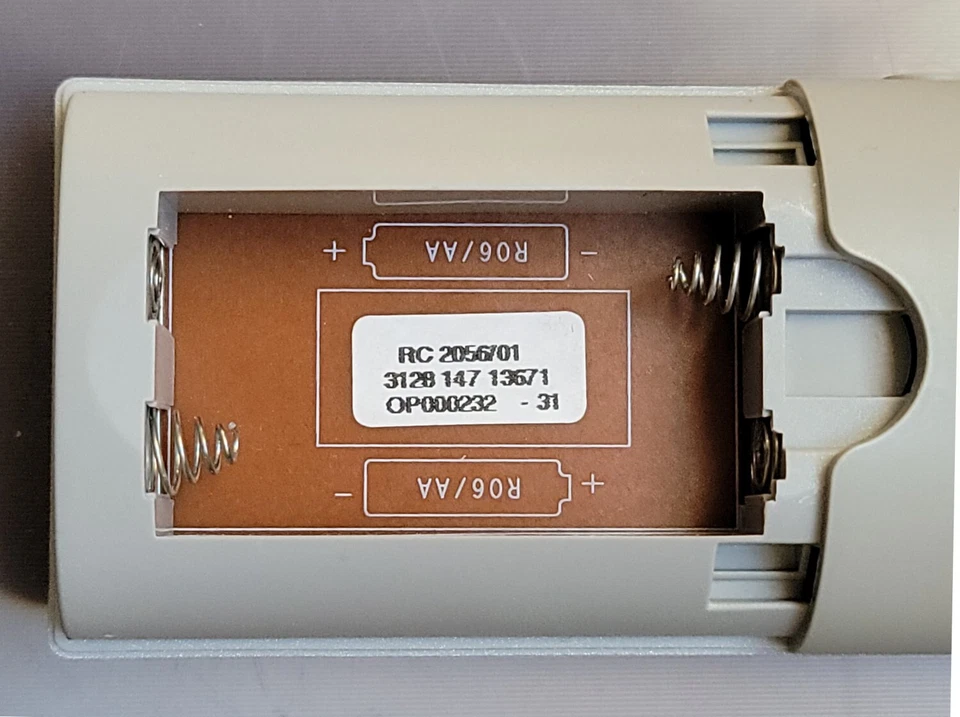 + R06/AA -
RC 2056/01
3128 147 13671
OP000232 - 31
- R06/AA +